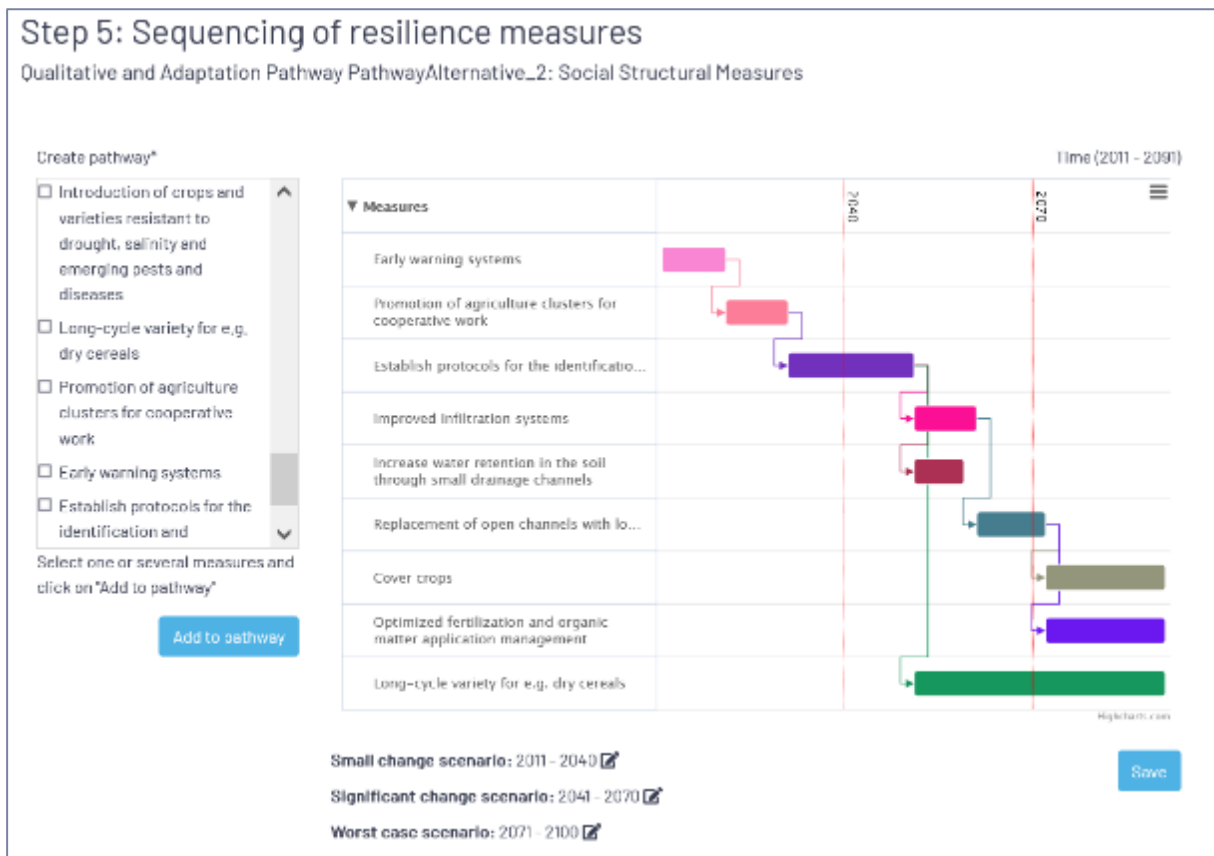 Step 5: Sequencing of resilience measures
Qualitative and Adaptation Pathway PathwayAlternative_2: Social Structural Measures
Create pathway*
Time (2011 - 2091)
Introduction of crops and
varieties resistant to
drought, salinity and
emerging pests and
diseases
Long-cycle variety for e.g.
dry cereals
Promotion of agriculture
clusters for cooperative
work
Early warning systems
Establish protocols for the
identification and
Select one or several measures and
click on "Add to pathway"
Add to pathway
▼ Measures
2040
2070
Early warning systems
Promotion of agriculture clusters for
cooperative work
Establish protocols for the identificatio...
Improved infiltration systems
Increase water retention in the soil
through small drainage channels
Replacement of open channels with lo...
Cover crops
Optimized fertilization and organic
matter application management
Long-cycle variety for e.g. dry cereals
Highcharts.com
Small change scenario: 2011 - 2040
Significant change scenario: 2041 - 2070
Worst case scenario: 2071 - 2100
Save